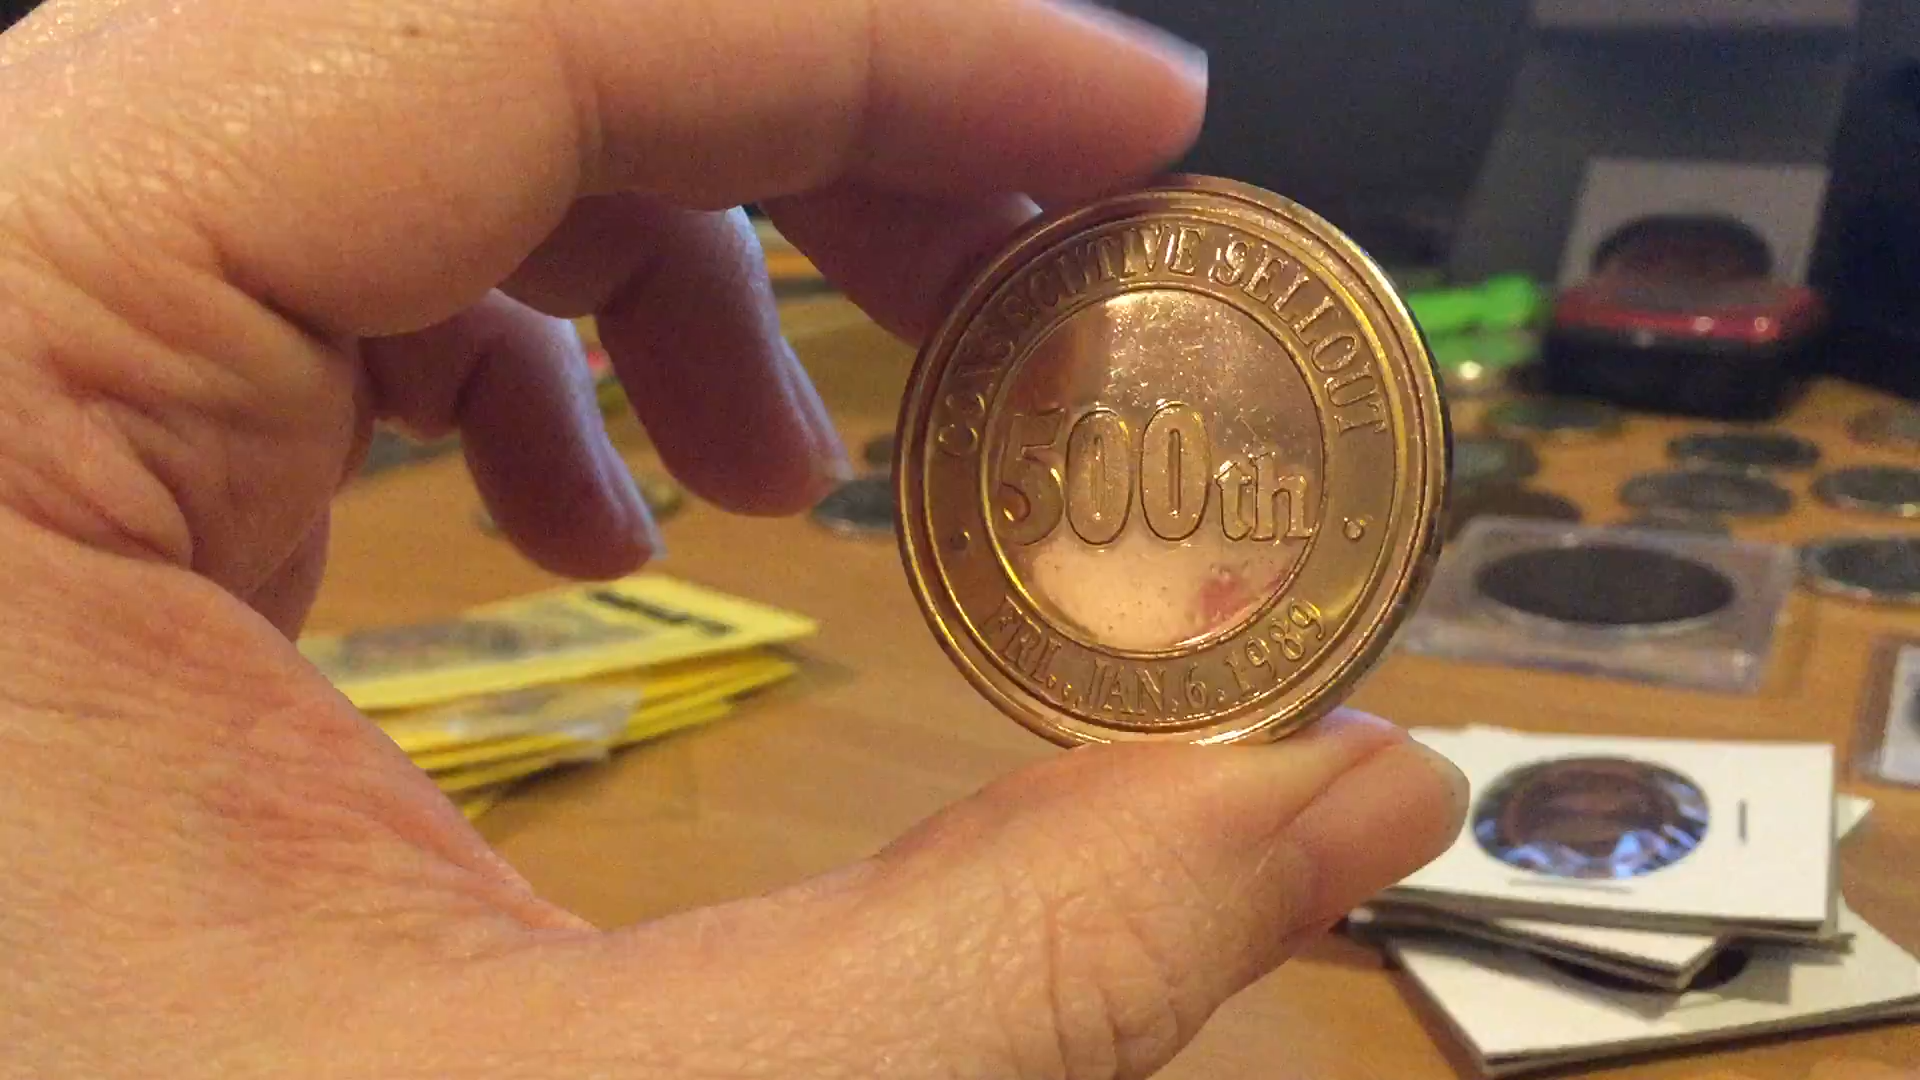 CONSECUTIVE SELLOUT
500th
FRI., JAN. 6, 1989